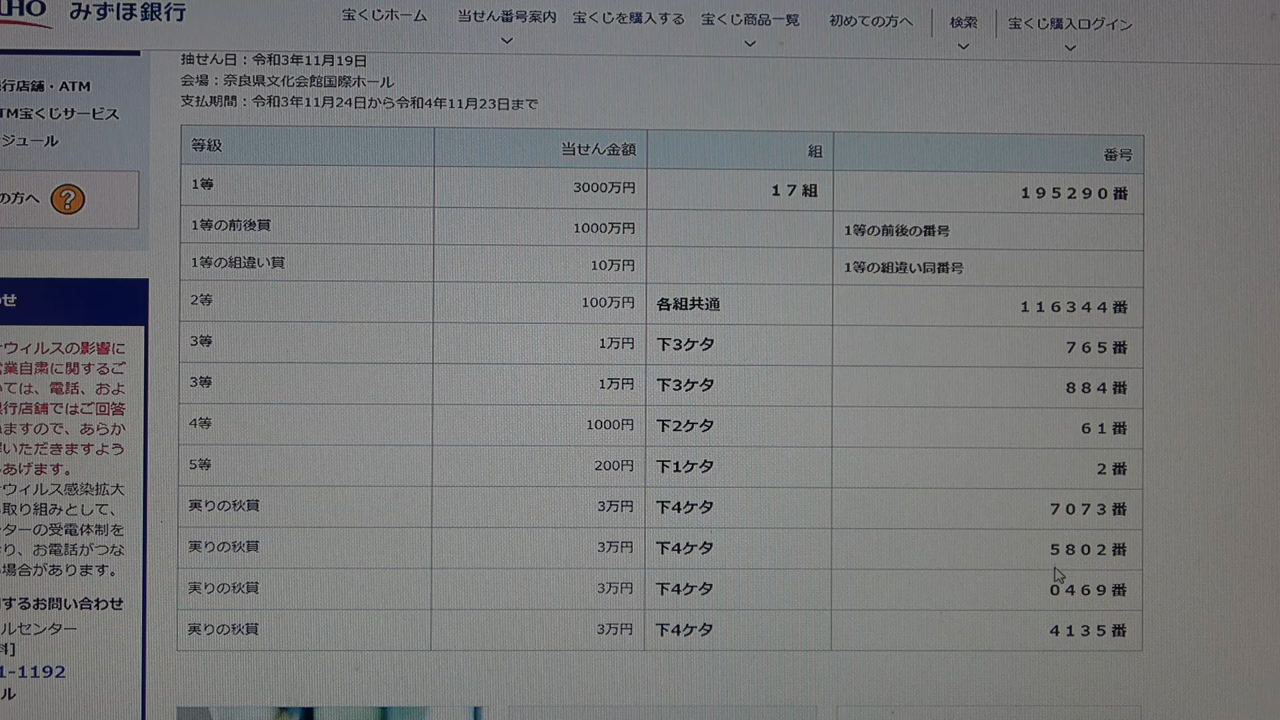 みずほ銀行
宝くじホーム 当せん番号案内 宝くじを購入する 宝くじ商品一覧 初めての方へ 検索 宝くじ購入ログイン
抽せん日：令和3年11月19日
会場：奈良県文化会館国際ホール
支払期間：令和3年11月24日から令和4年11月23日まで
行店舗・ATM
TM宝くじサービス
ジュール
の方へ ?
等級 当せん金額 組 番号
1等 3000万円 17組 195290番
1等の前後賞 1000万円 1等の前後の番号
1等の組違い賞 10万円 1等の組違い同番号
2等 100万円 各組共通 116344番
3等 1万円 下3ケタ 765番
3等 1万円 下3ケタ 884番
4等 1000円 下2ケタ 61番
5等 200円 下1ケタ 2番
実りの秋賞 3万円 下4ケタ 7073番
実りの秋賞 3万円 下4ケタ 5802番
実りの秋賞 3万円 下4ケタ 0469番
実りの秋賞 3万円 下4ケタ 4135番
せ
ウィルスの影響に
営業自粛に関するご
いては、電話、およ
銀行店舗ではご回答
ますので、あらか
いただきますよう
あげます。
ウィルス感染拡大
取り組みとして、
ターの受電体制を
り、お電話がつな
場合があります。
するお問い合わせ
ルセンター
料]
1-1192
ル